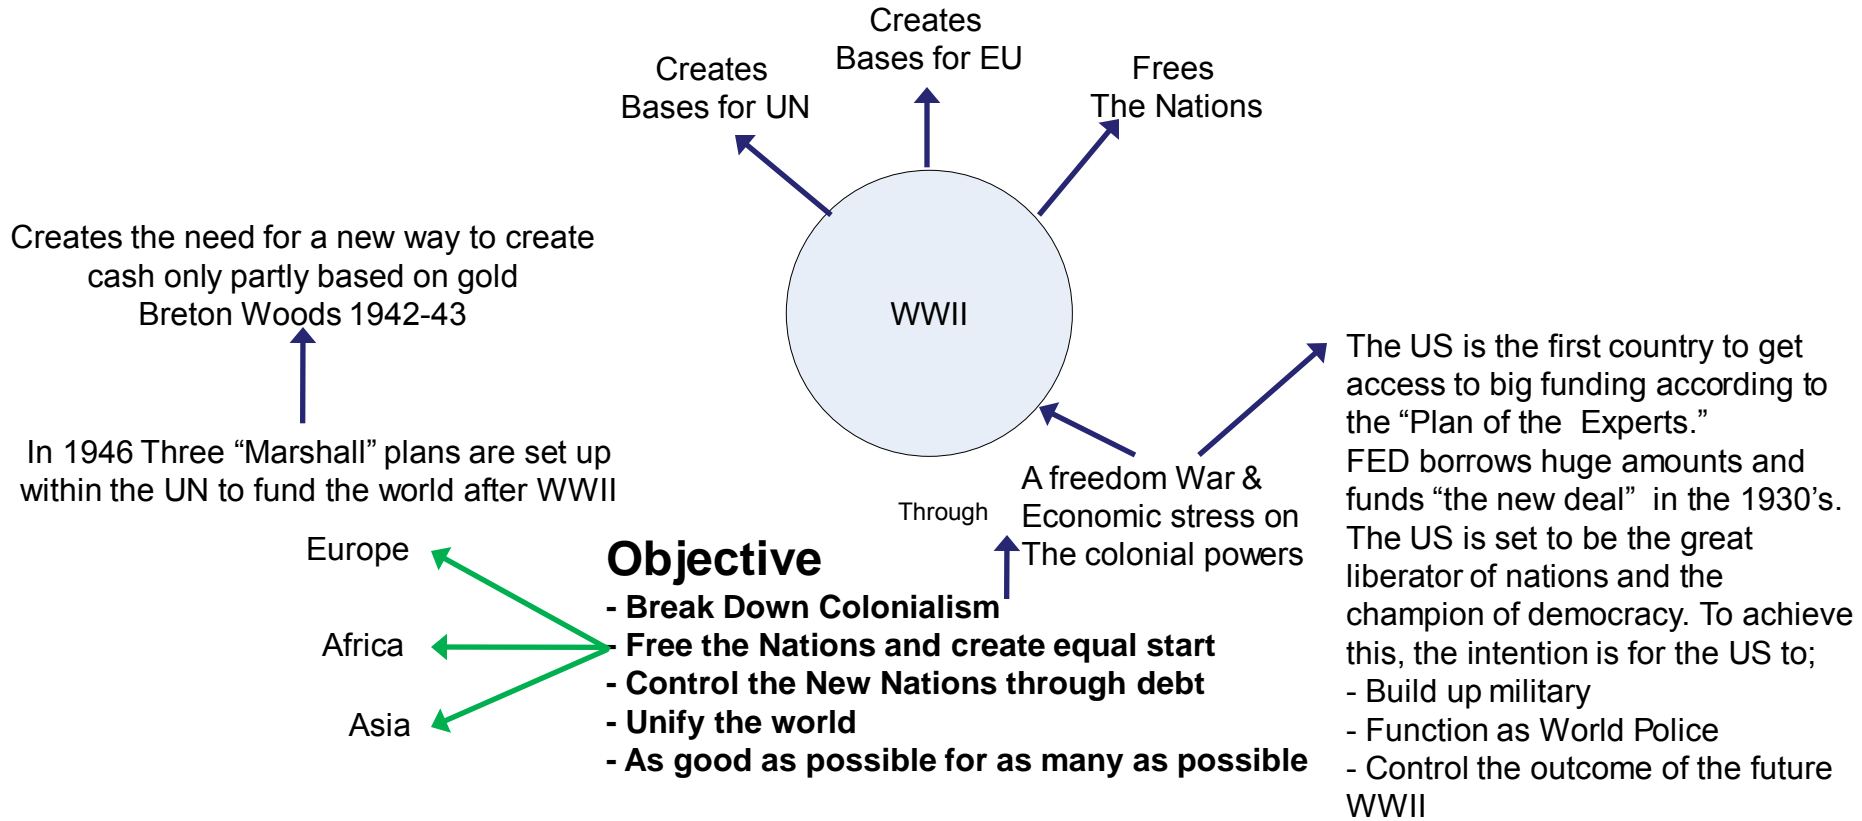 Creates
Bases for EU
Creates
Bases for UN
Frees
The Nations
Creates the need for a new way to create
cash only partly based on gold
Breton Woods 1942-43
WWII
In 1946 Three “Marshall” plans are set up
within the UN to fund the world after WWII
Europe
Africa
Asia
Through
A freedom War &
Economic stress on
The colonial powers
Objective
- Break Down Colonialism
- Free the Nations and create equal start
- Control the New Nations through debt
- Unify the world
- As good as possible for as many as possible
The US is the first country to get
access to big funding according to
the “Plan of the Experts.”
FED borrows huge amounts and
funds “the new deal” in the 1930’s.
The US is set to be the great
liberator of nations and the
champion of democracy. To achieve
this, the intention is for the US to;
- Build up military
- Function as World Police
- Control the outcome of the future
WWII